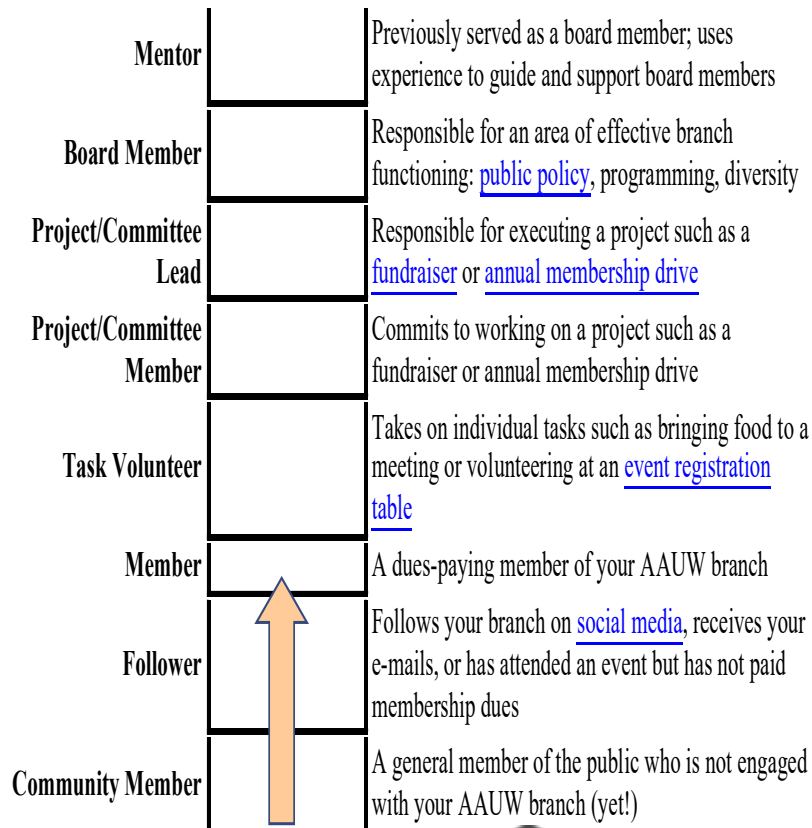 Mentor
Previously served as a board member; uses
experience to guide and support board members
Board Member
Responsible for an area of effective branch
functioning: public policy, programming, diversity
Project/Committee
Lead
Responsible for executing a project such as a
fundraiser or annual membership drive
Project/Committee
Member
Commits to working on a project such as a
fundraiser or annual membership drive
Task Volunteer
Takes on individual tasks such as bringing food to a
meeting or volunteering at an event registration
table
Member
A dues-paying member of your AAUW branch
Follower
Follows your branch on social media, receives your
e-mails, or has attended an event but has not paid
membership dues
Community Member
A general member of the public who is not engaged
with your AAUW branch (yet!)